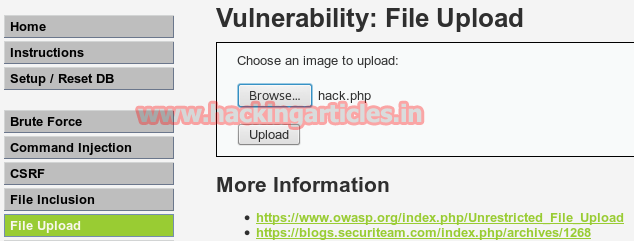 Home
Instructions
Setup / Reset DB
Brute Force
Command Injection
CSRF
File Inclusion
File Upload
Vulnerability: File Upload
Choose an image to upload:
Browse... hack.php
www.hackingarticles.in
Upload
More Information
https://www.owasp.org/index.php/Unrestricted_File_Upload
https://blogs.securiteam.com/index.php/archives/1268